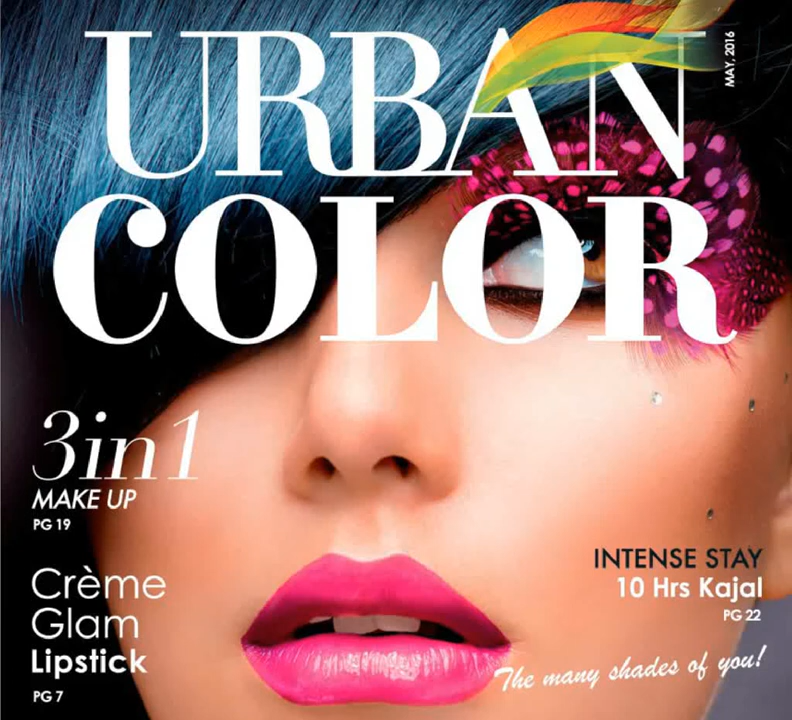 URBAN
MAY, 2016
COLOR
3in1
MAKE UP
PG 19
Crème
Glam
Lipstick
PG 7
INTENSE STAY
10 Hrs Kajal
PG 22
The many shades of you!